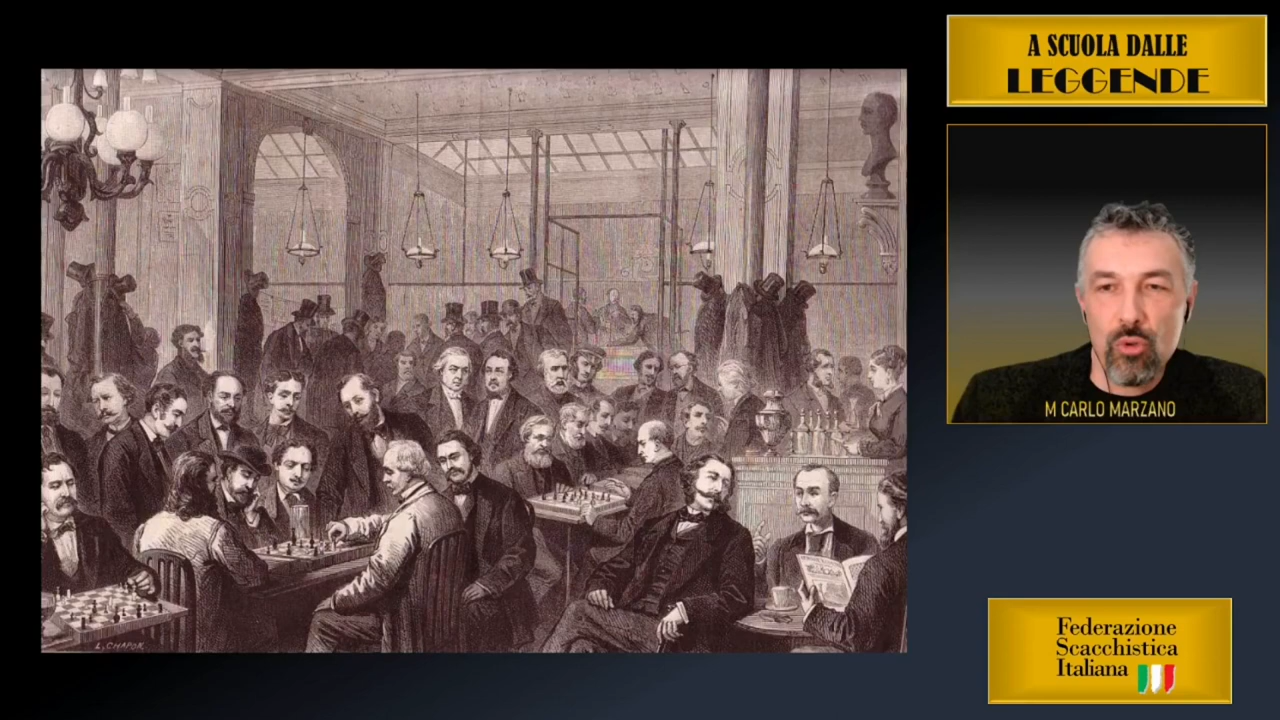 A SCUOLA DALLE
LEGGENDE
M CARLO MARZANO
Federazione
Scacchistica
Italiana